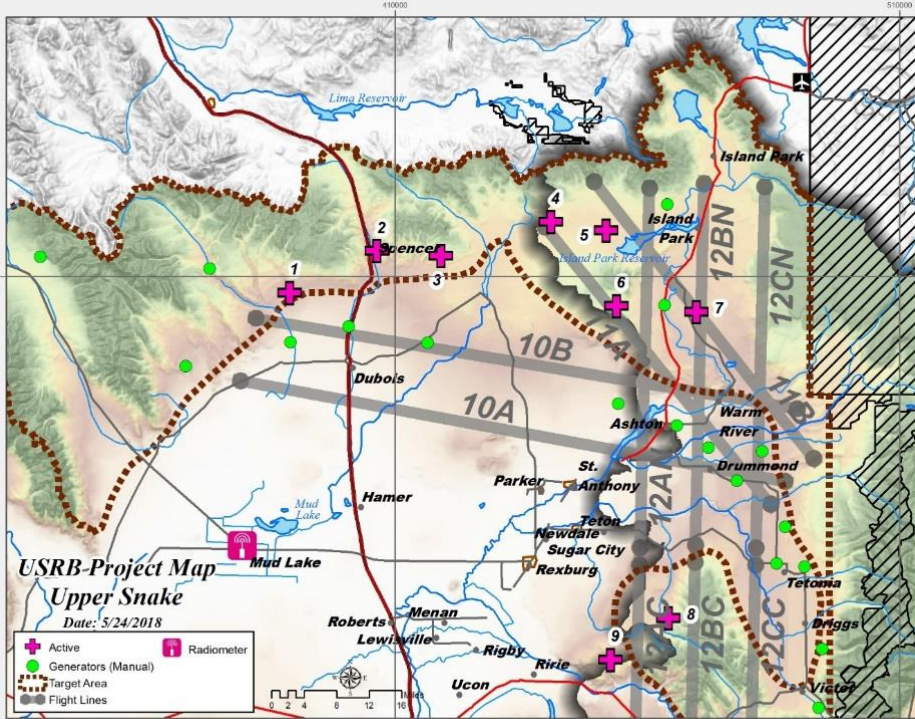 410000
510000
Lima Reservoir
Island Park
4
5
Island
Park
2
Spencer
3
Island Park Reservoir
12BN
12CN
1
6
7
11A
10B
Dubois
10A
Warm
River
Ashton
St.
Anthony
Drummond
Parker
12A
Hamer
Mud
Lake
Teton
Newdale
Sugar City
Rexburg
Mud Lake
Tetonia
USRB-Project Map
Upper Snake
Date: 5/24/2018
Menan
Roberts
Lewisville
8
Driggs
9
12BC
12CC
Rigby
Ririe
Ucon
Victor
Active
Radiometer
Generators (Manual)
Target Area
Flight Lines
0 2 4 8 12 16
Miles